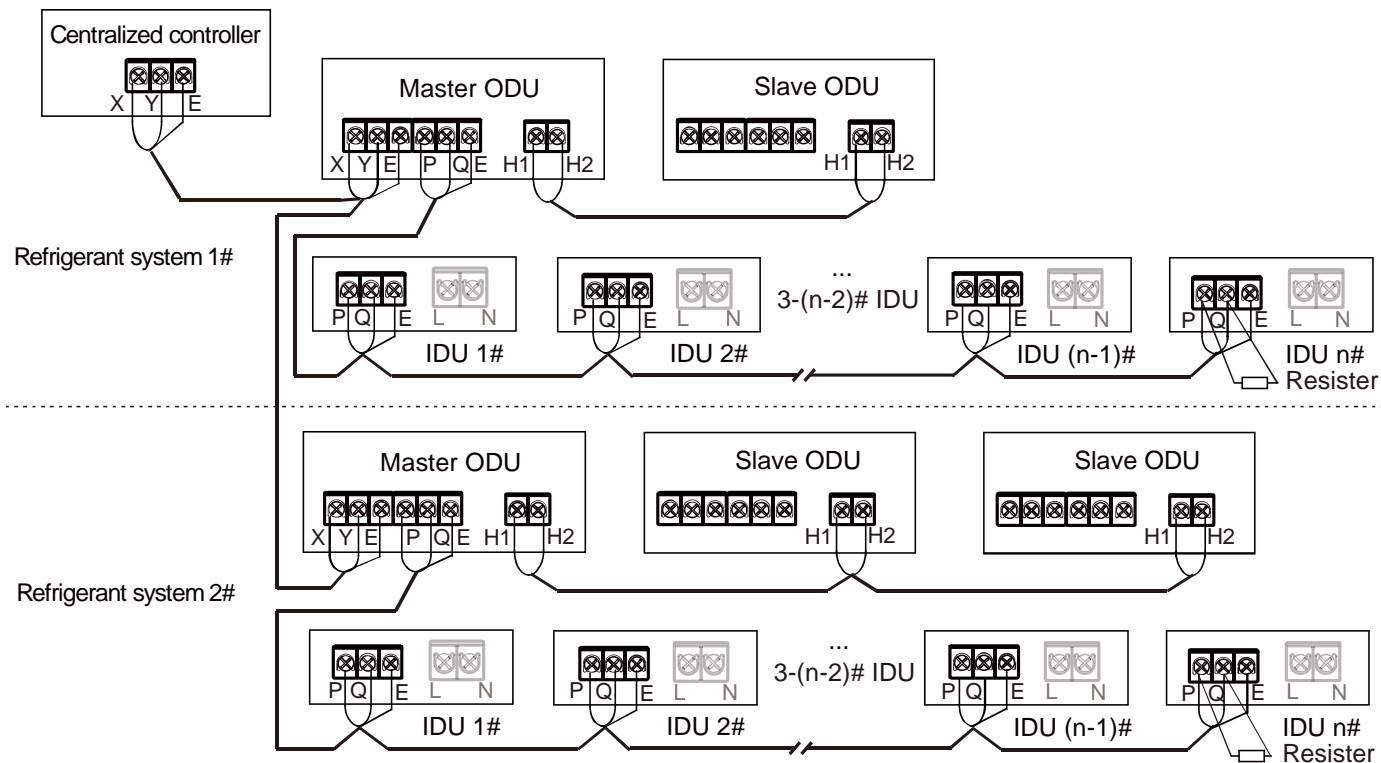 Centralized controller
X Y E
Master ODU
Slave ODU
X Y E P Q E H1 H2
H1 H2
Refrigerant system 1#
P Q E L N
IDU 1#
P Q E L N
IDU 2#
...
3-(n-2)# IDU
P Q E L N
IDU (n-1)#
P Q E L N
IDU n#
Resister
Master ODU
Slave ODU
Slave ODU
X Y E P Q E H1 H2
H1 H2
H1 H2
Refrigerant system 2#
P Q E L N
IDU 1#
P Q E L N
IDU 2#
...
3-(n-2)# IDU
P Q E L N
IDU (n-1)#
P Q E L N
IDU n#
Resister